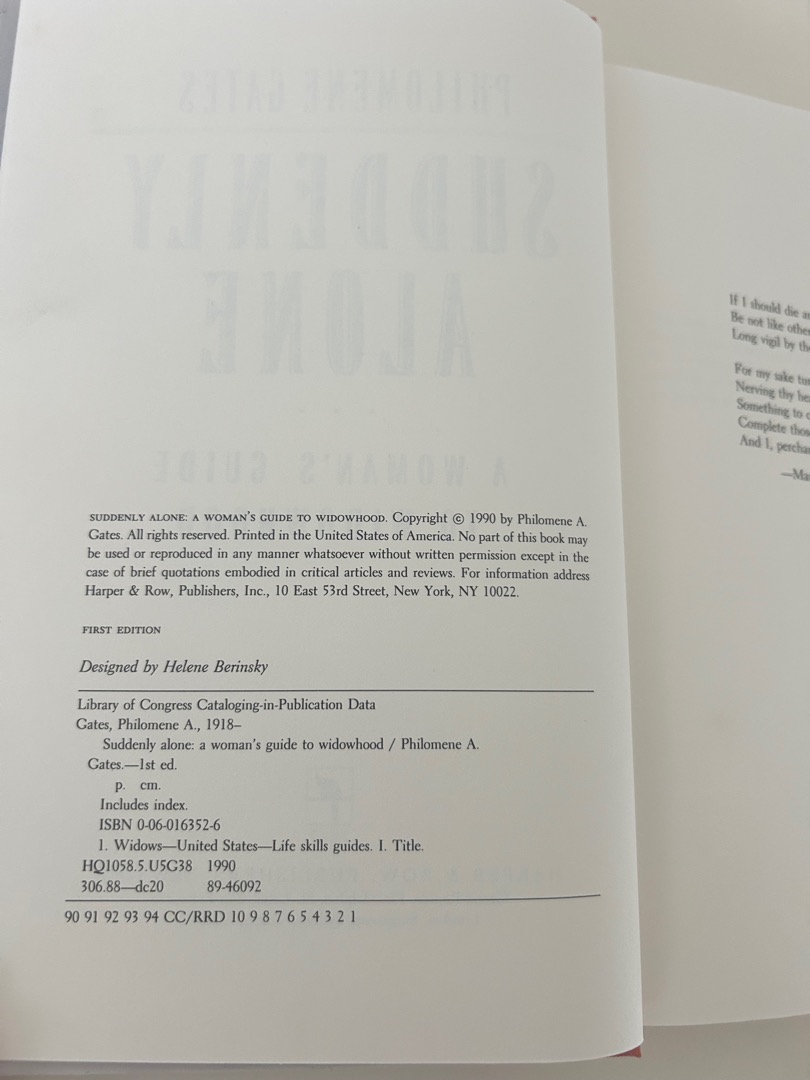 SUDDENLY ALONE: A WOMAN'S GUIDE TO WIDOWHOOD. Copyright © 1990 by Philomene A.
Gates. All rights reserved. Printed in the United States of America. No part of this book may
be used or reproduced in any manner whatsoever without written permission except in the
case of brief quotations embodied in critical articles and reviews. For information address
Harper & Row, Publishers, Inc., 10 East 53rd Street, New York, NY 10022.
FIRST EDITION
Designed by Helene Berinsky
Library of Congress Cataloging-in-Publication Data
Gates, Philomene A., 1918–
Suddenly alone: a woman's guide to widowhood / Philomene A.
Gates.—1st ed.
p. cm.
Includes index.
ISBN 0-06-016352-6
1. Widows—United States—Life skills guides. I. Title.
HQ1058.5.U5G38 1990
306.88—dc20 89-46092
90 91 92 93 94 CC/RRD 10 9 8 7 6 5 4 3 2 1
PHILOMENE GATES
SUDDENLY
ALONE
A WOMAN'S GUIDE
If I should die
Be not like
Long vigil by
For my sake
Nerving thy
Something to
Complete
And I,